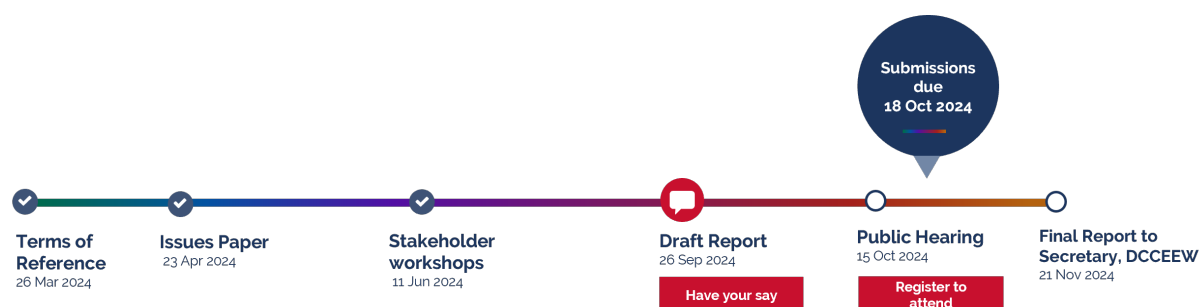 Submissions
due
18 Oct 2024
Terms of
Reference
26 Mar 2024
Issues Paper
23 Apr 2024
Stakeholder
workshops
11 Jun 2024
Draft Report
26 Sep 2024
Have your say
Public Hearing
15 Oct 2024
Register to
attend
Final Report to
Secretary, DCCEEW
21 Nov 2024